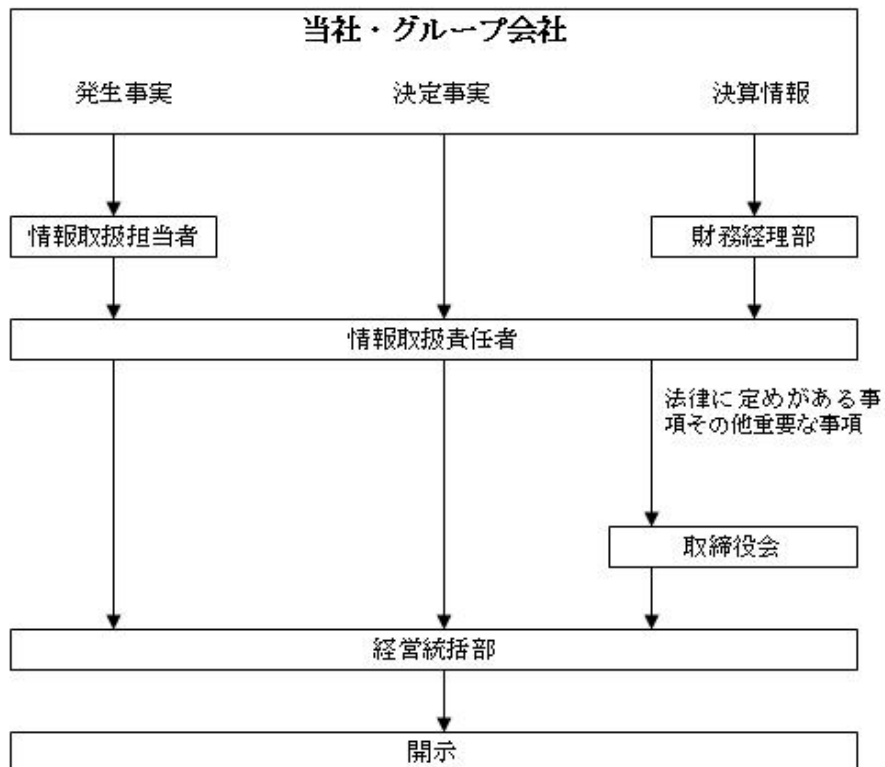 当社・グループ会社
発生事実
決定事実
決算情報
情報取扱担当者
財務経理部
情報取扱責任者
法律に定めがある事
項その他重要な事項
取締役会
経営統括部
開示